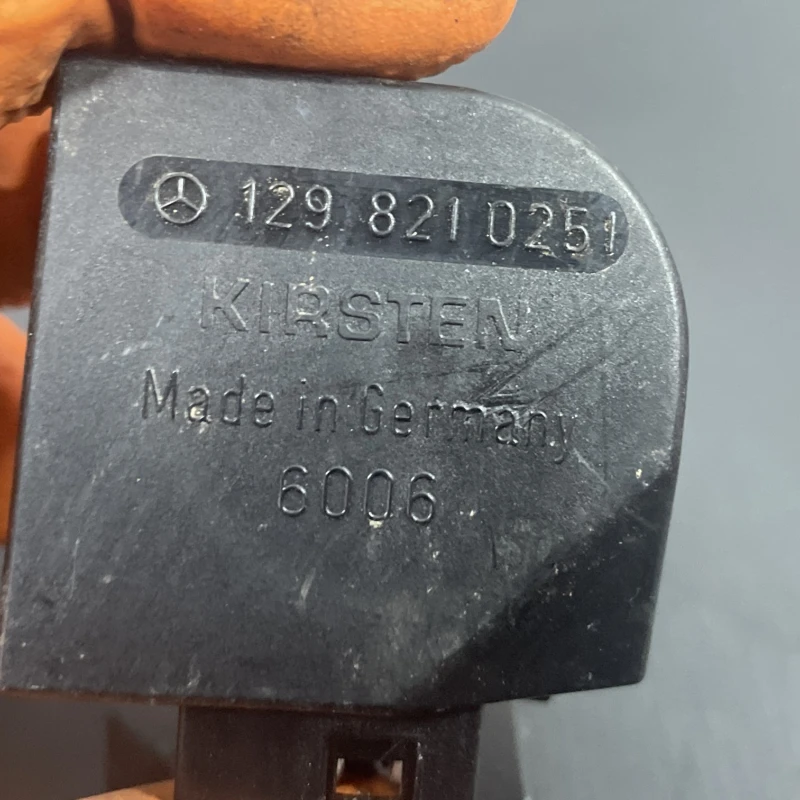 129 821 0251
KIRSTEN
Made in Germany
6006